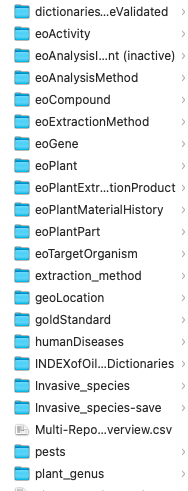 dictionaries...eValidated
eoActivity
eoAnalysisI...nt (inactive)
eoAnalysisMethod
eoCompound
eoExtractionMethod
eoGene
eoPlant
eoPlantExtr...tionProduct
eoPlantMaterialHistory
eoPlantPart
eoTargetOrganism
extraction_method
geoLocation
goldStandard
humanDiseases
INDEXofOil...Dictionaries
Invasive_species
Invasive_species-save
Multi-Repo...verview.csv
pests
plant_genus